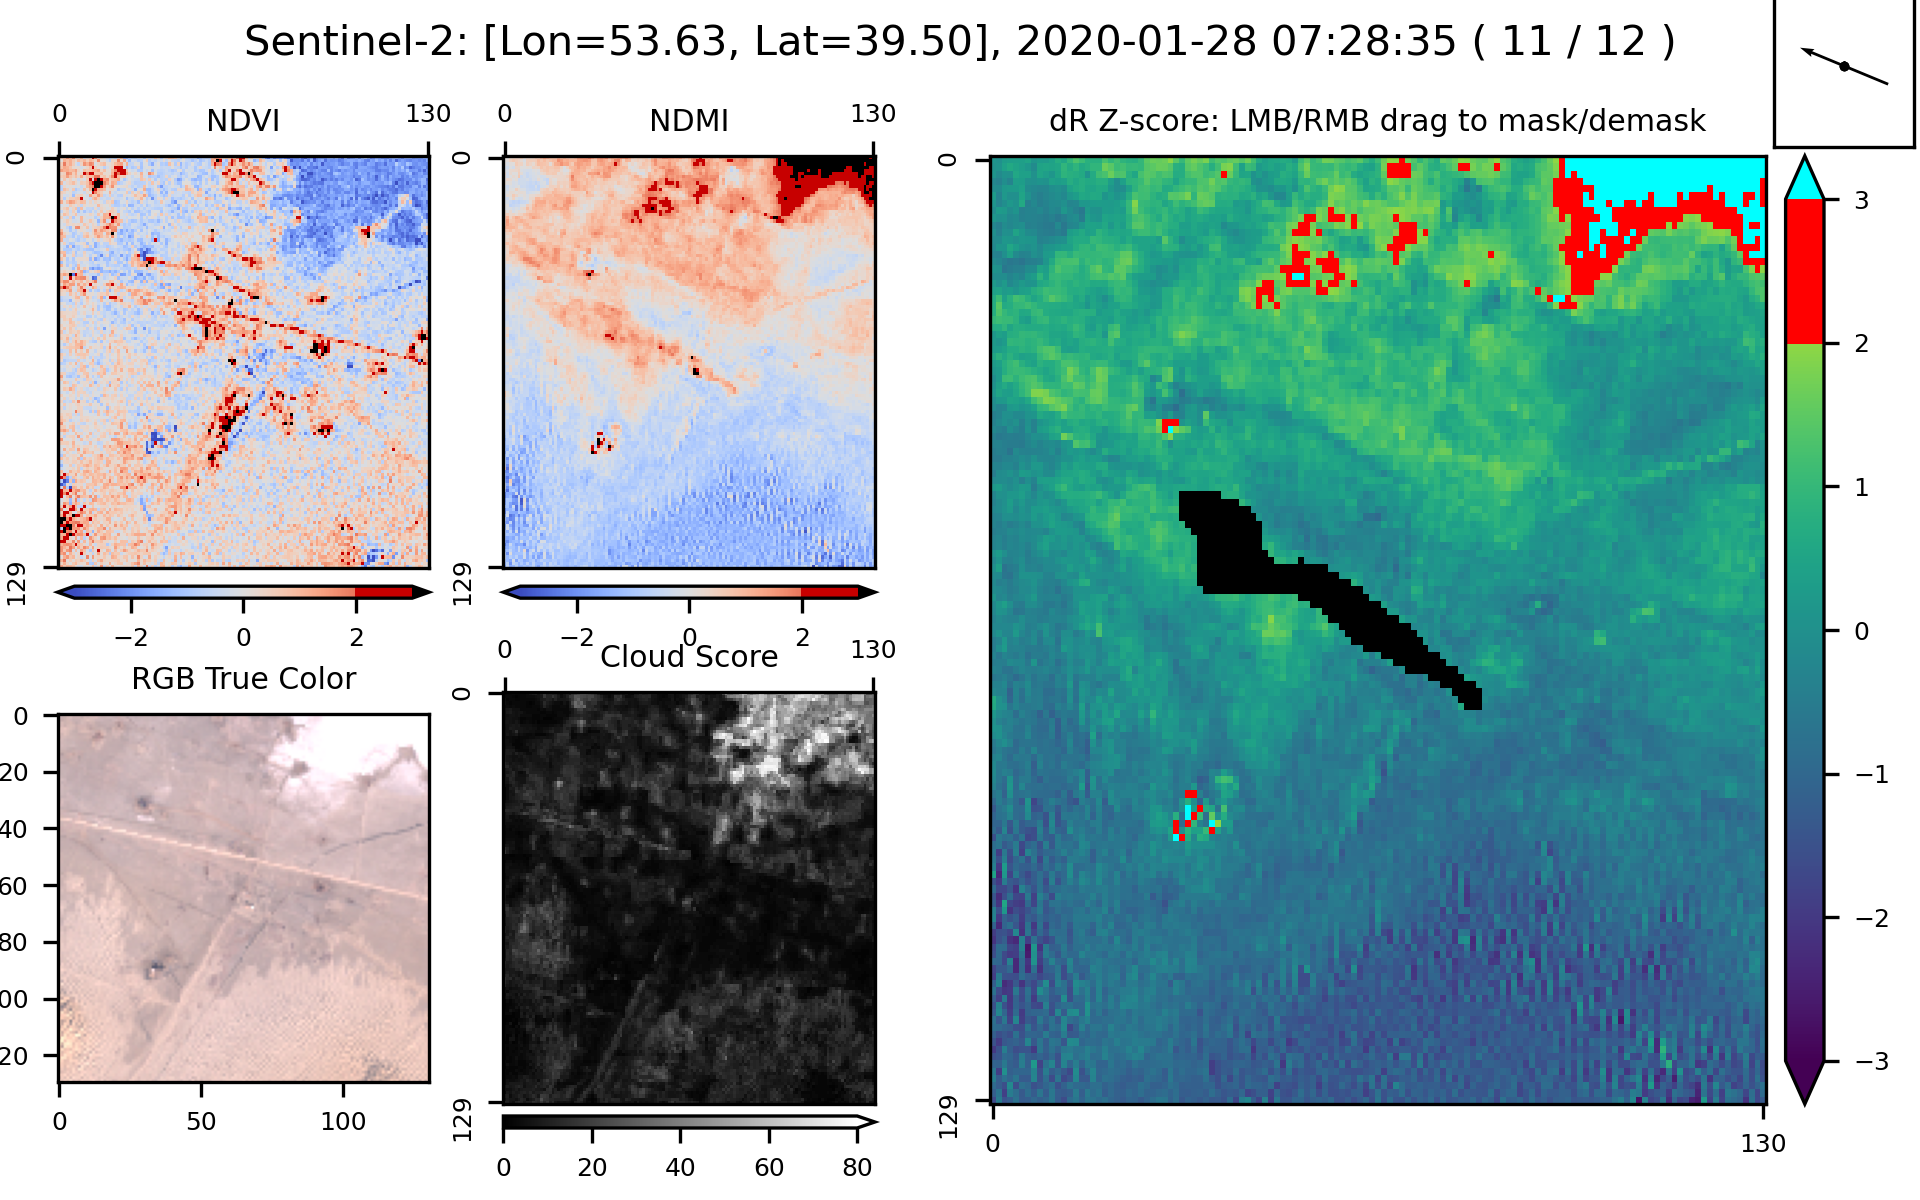 Sentinel-2: [Lon=53.63, Lat=39.50], 2020-01-28 07:28:35 ( 11 / 12 )
0 NDVI 130
0
129
−2 0 2
0 NDMI 130
0
129
−2 0 2
dR Z-score: LMB/RMB drag to mask/demask
0
129
0 130
3
2
1
0
−1
−2
−3
RGB True Color
0
20
40
60
80
00
20
0 50 100
0 Cloud Score 130
0
129
0 20 40 60 80